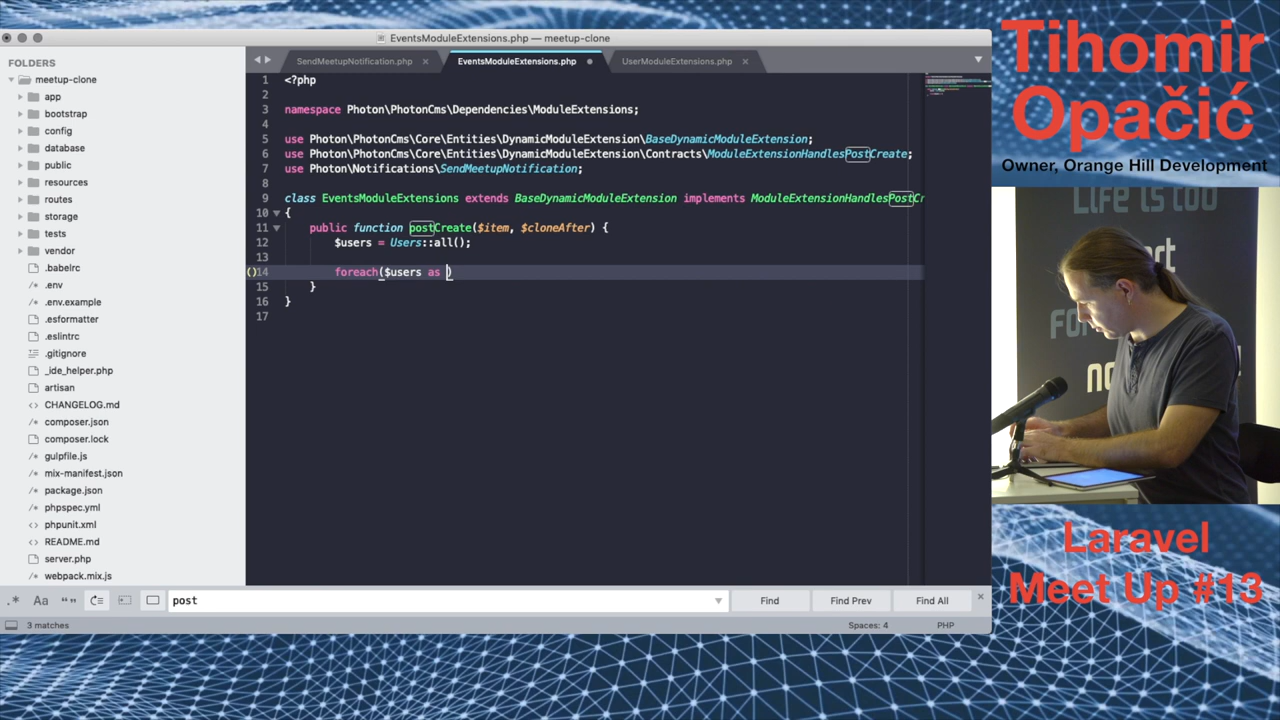 EventsModuleExtensions.php — meetup-clone
FOLDERS
meetup-clone
app
bootstrap
config
database
public
resources
routes
storage
tests
vendor
.babelrc
.env
.env.example
.esformatter
.eslintrc
.gitignore
_ide_helper.php
artisan
CHANGELOG.md
composer.json
composer.lock
gulpfile.js
mix-manifest.json
package.json
phpspec.yml
phpunit.xml
README.md
server.php
webpack.mix.js
SendMeetupNotification.php
EventsModuleExtensions.php
UserModuleExtensions.php
1 <?php
2
3 namespace Photon\PhotonCms\Dependencies\ModuleExtensions;
4
5 use Photon\PhotonCms\Core\Entities\DynamicModuleExtension\BaseDynamicModuleExtension;
6 use Photon\PhotonCms\Core\Entities\DynamicModuleExtension\Contracts\ModuleExtensionHandlesPostCreate;
7 use Photon\Notifications\SendMeetupNotification;
8
9 class EventsModuleExtensions extends BaseDynamicModuleExtension implements ModuleExtensionHandlesPostCr
10 {
11 public function postCreate($item, $cloneAfter) {
12 $users = Users::all();
13
14 foreach($users as )
15 }
16 }
17
.* Aa “ ” post Find Find Prev Find All
3 matches Spaces: 4 PHP
Tihomir
Opačić
Owner, Orange Hill Development
Life is too
Laravel
Meet Up #13